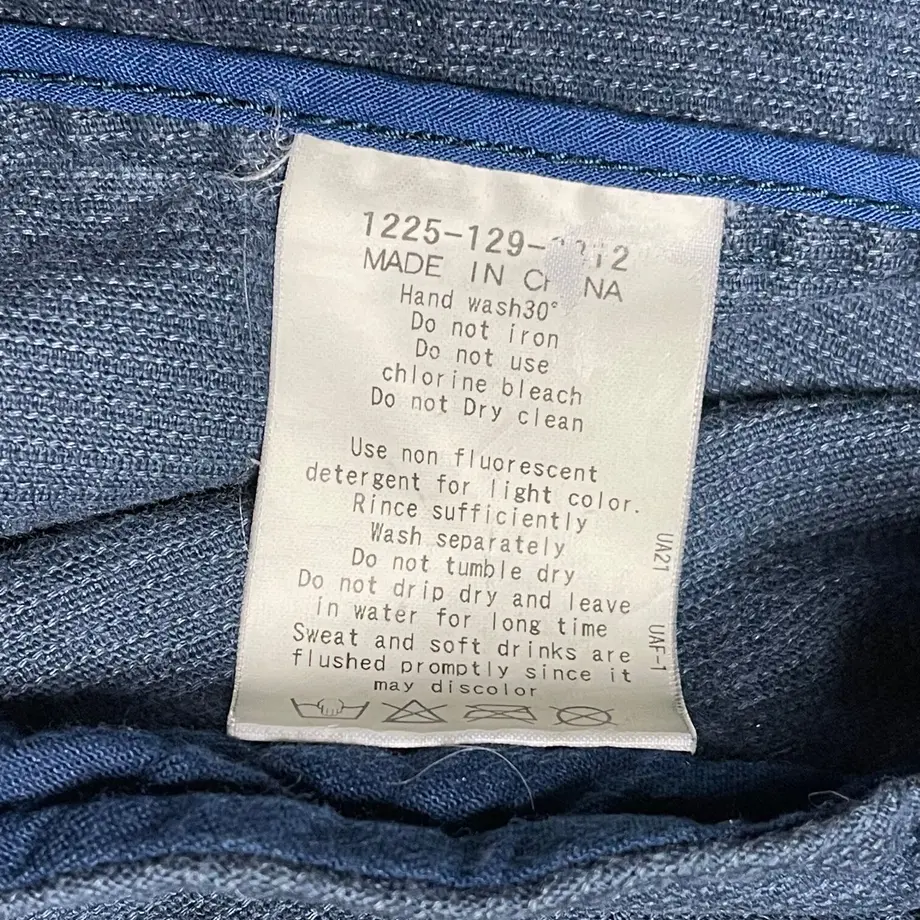 1225-129-
MADE IN
Hand wash30°
Do not iron
Do not use
chlorine bleach
Do not Dry clean
Use non fluorescent
detergent for light color.
Rince sufficiently
Wash separately
Do not tumble dry
Do not drip dry and leave
in water for long time
Sweat and soft drinks are
flushed promptly since it
may discolor
UA21
UAF-1